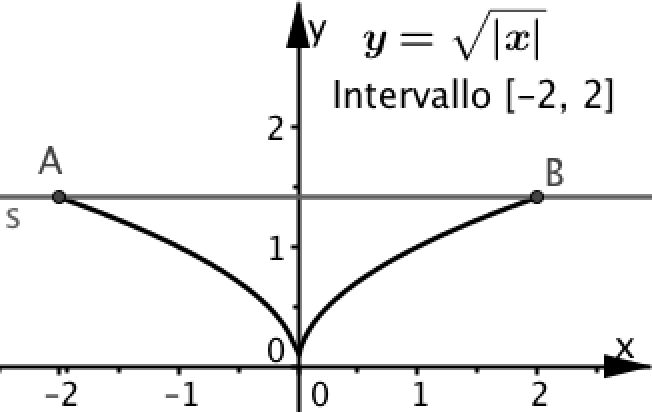 y
y = √|x|
Intervallo [-2, 2]
2
A
B
s
1
0
x
-2 -1 0 1 2